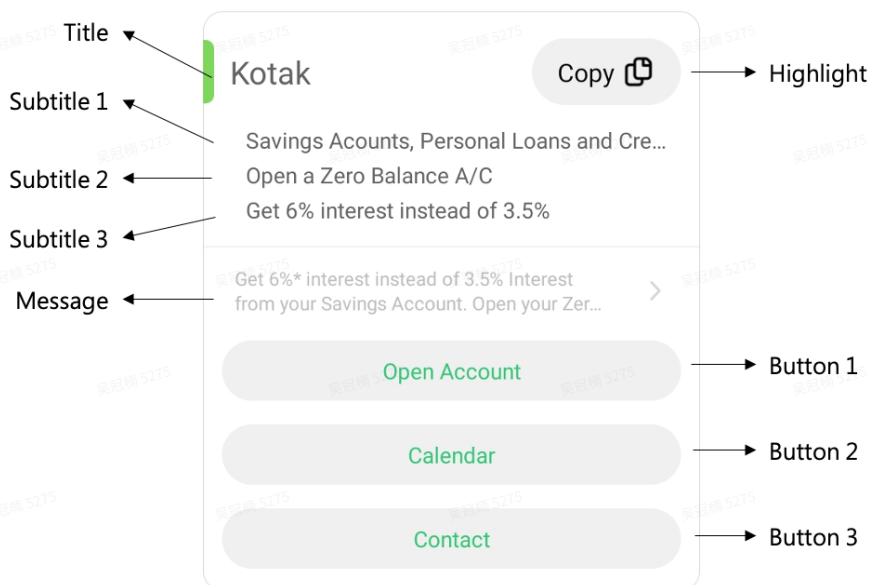 Title
Kotak
Copy
Highlight
Subtitle 1
Savings Acounts, Personal Loans and Cre...
Subtitle 2
Open a Zero Balance A/C
Subtitle 3
Get 6% interest instead of 3.5%
Message
Get 6%* interest instead of 3.5% Interest
from your Savings Account. Open your Zer...
Open Account
Button 1
Calendar
Button 2
Contact
Button 3